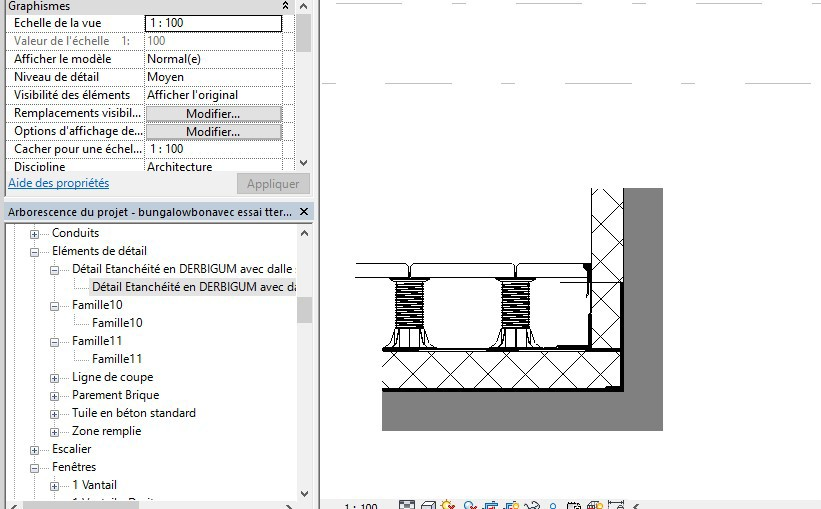 Graphismes
Echelle de la vue 1 : 100
Valeur de l'échelle 1: 100
Afficher le modèle Normal(e)
Niveau de détail Moyen
Visibilité des éléments Afficher l'original
Remplacements visibil... Modifier...
Options d'affichage de... Modifier...
Cacher pour une échel... 1 : 100
Discipline Architecture
Aide des propriétés Appliquer
Arborescence du projet - bungalowbonavec essai tter...
Conduits
Eléments de détail
Détail Etanchéité en DERBIGUM avec dalle
Détail Etanchéité en DERBIGUM avec da
Famille10
Famille10
Famille11
Famille11
Ligne de coupe
Parement Brique
Tuile en béton standard
Zone remplie
Escalier
Fenêtres
1 Vantail
1 : 100